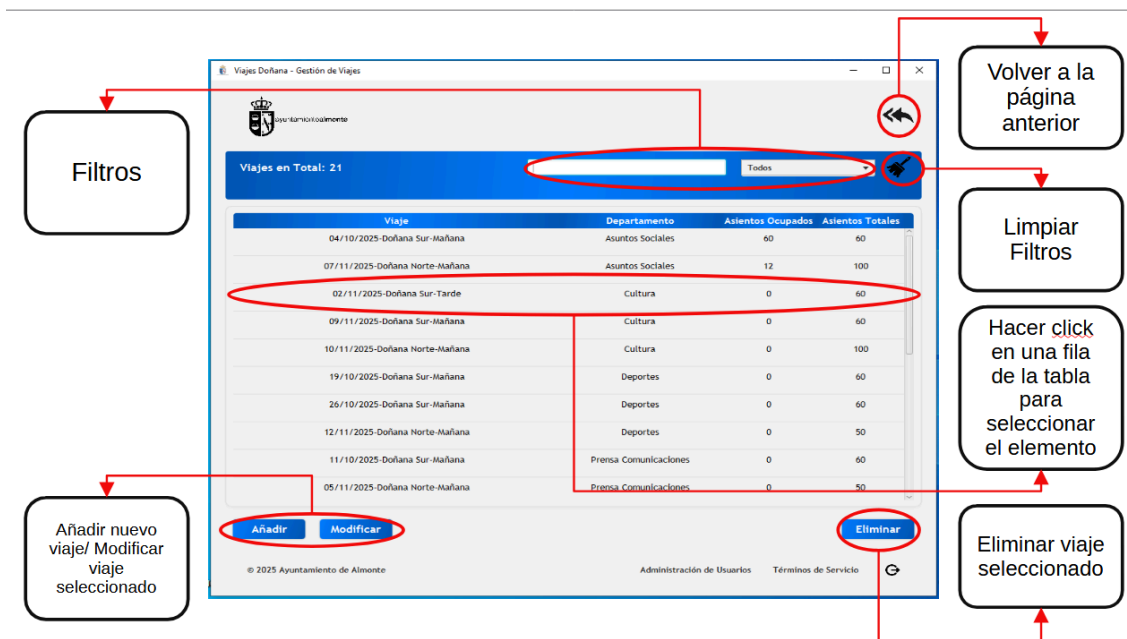 Viajes Doñana - Gestión de Viajes
ayuntamientoalmonte
Volver a la
página
anterior
Filtros
Viajes en Total: 21
Todos
Limpiar
Filtros
Viaje Departamento Asientos Ocupados Asientos Totales
04/10/2025-Doñana Sur-Mañana Asuntos Sociales 60 60
07/11/2025-Doñana Norte-Mañana Asuntos Sociales 12 100
02/11/2025-Doñana Sur-Tarde Cultura 0 60
09/11/2025-Doñana Sur-Mañana Cultura 0 60
10/11/2025-Doñana Norte-Mañana Cultura 0 100
19/10/2025-Doñana Sur-Mañana Deportes 0 60
26/10/2025-Doñana Sur-Mañana Deportes 0 60
12/11/2025-Doñana Norte-Mañana Deportes 0 50
11/10/2025-Doñana Sur-Mañana Prensa Comunicaciones 0 60
05/11/2025-Doñana Norte-Mañana Prensa Comunicaciones 0 50
Hacer click
en una fila
de la tabla
para
seleccionar
el elemento
Añadir nuevo
viaje/ Modificar
viaje
seleccionado
Añadir Modificar Eliminar
Eliminar viaje
seleccionado
© 2025 Ayuntamiento de Almonte Administración de Usuarios Términos de Servicio